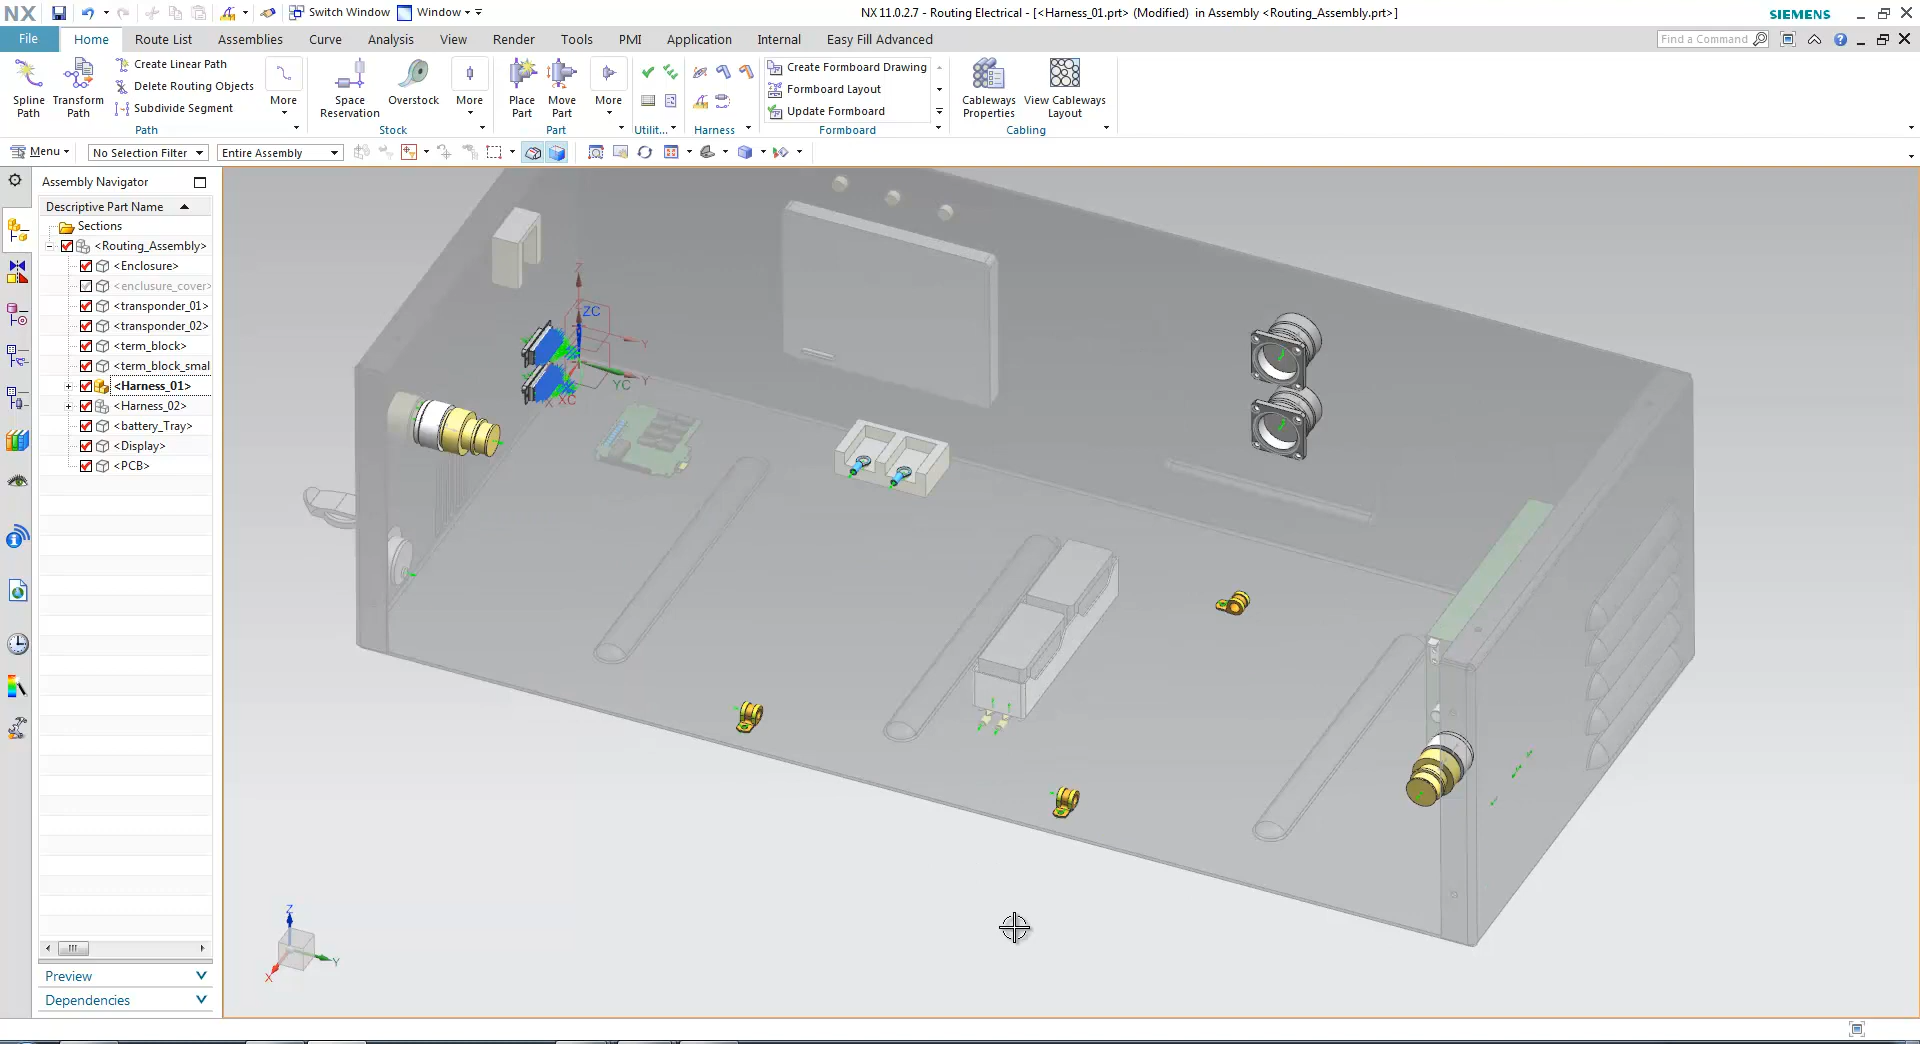 NX
Switch Window
Window
NX 11.0.2.7 - Routing Electrical - [<Harness_01.prt> (Modified) in Assembly <Routing_Assembly.prt>]
SIEMENS
File
Home
Route List
Assemblies
Curve
Analysis
View
Render
Tools
PMI
Application
Internal
Easy Fill Advanced
Find a Command
Spline Path
Transform Path
Create Linear Path
Delete Routing Objects
Subdivide Segment
More
Path
Space Reservation
Overstock
More
Stock
Place Part
Move Part
More
Part
Utilit...
Harness
Create Formboard Drawing
Formboard Layout
Update Formboard
Formboard
Cableways Properties
View Cableways Layout
Cabling
Menu
No Selection Filter
Entire Assembly
Assembly Navigator
Descriptive Part Name
Sections
<Routing_Assembly>
<Enclosure>
<enclusure_cover>
<transponder_01>
<transponder_02>
<term_block>
<term_block_smal
<Harness_01>
<Harness_02>
<battery_Tray>
<Display>
<PCB>
Preview
Dependencies
Z
ZC
Y
YC
Y
X
XC
Z
Y
X